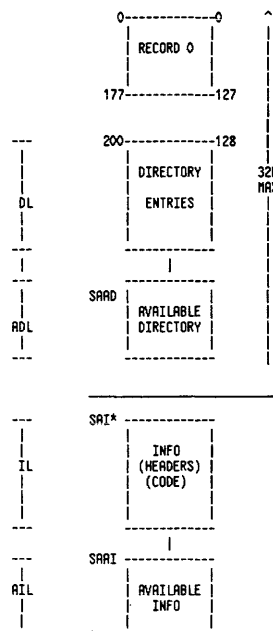 0 0
RECORD 0
177 127
200 128
DIRECTORY
ENTRIES
DL
MAX
SAAD
AVAILABLE
DIRECTORY
ADL
SAI*
INFO
(HEADERS)
(CODE)
IL
SAAI
AVAILABLE
INFO
AIL